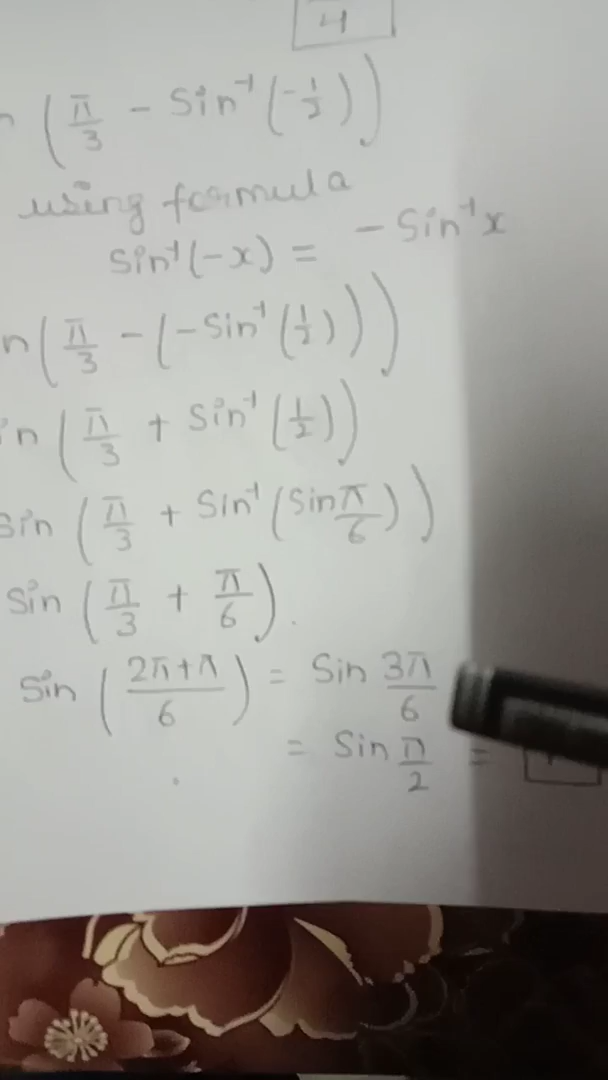 4
n (π/3 - Sin⁻¹(-1/2))
using formula
Sin⁻¹(-x) = - Sin⁻¹x
n(π/3 - (-Sin⁻¹(1/2)))
in (π/3 + Sin⁻¹(1/2))
Sin (π/3 + Sin⁻¹(Sin π/6))
Sin (π/3 + π/6).
Sin ((2π+π)/6) = Sin 3π/6
= Sin π/2 =